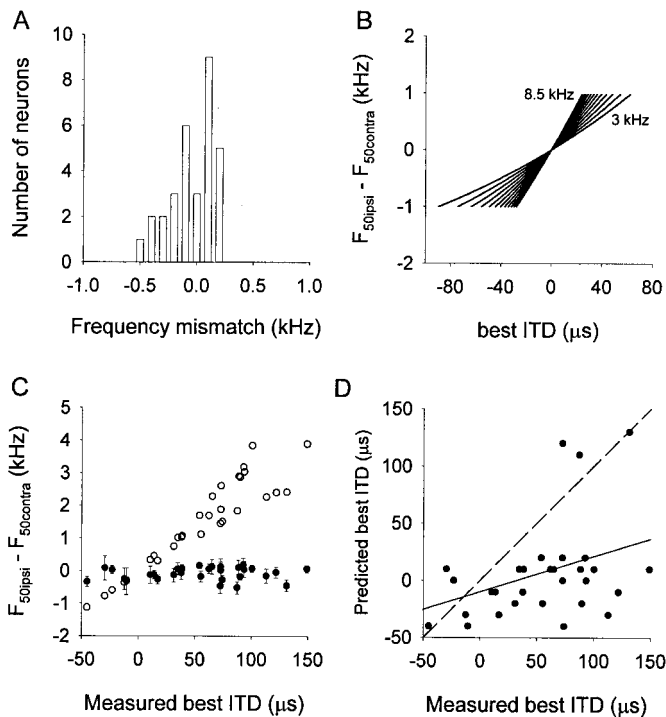 A
Number of neurons
10
8
6
4
2
0
-1.0 -0.5 0.0 0.5 1.0
Frequency mismatch (kHz)
B
F50ipsi - F50contra (kHz)
2
1
0
-1
-2
8.5 kHz
3 kHz
-80 -40 0 40 80
best ITD (μs)
C
F50ipsi - F50contra (kHz)
5
4
3
2
1
0
-1
-2
-50 0 50 100 150
Measured best ITD (μs)
D
Predicted best ITD (μs)
150
100
50
0
-50
-50 0 50 100 150
Measured best ITD (μs)